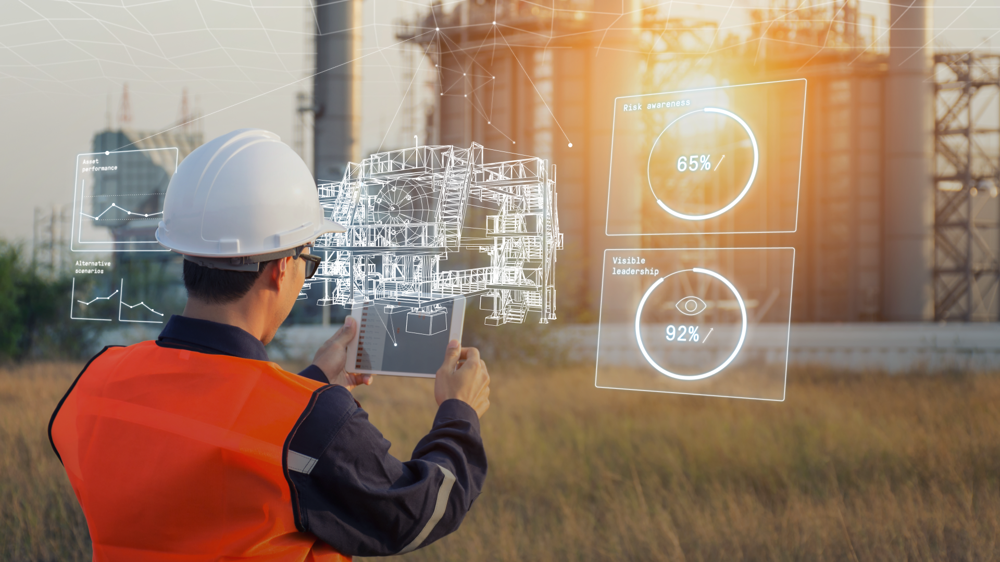 Asset
performance
Alternative
scenarios
Risk awareness
65%
Visible
leadership
92%